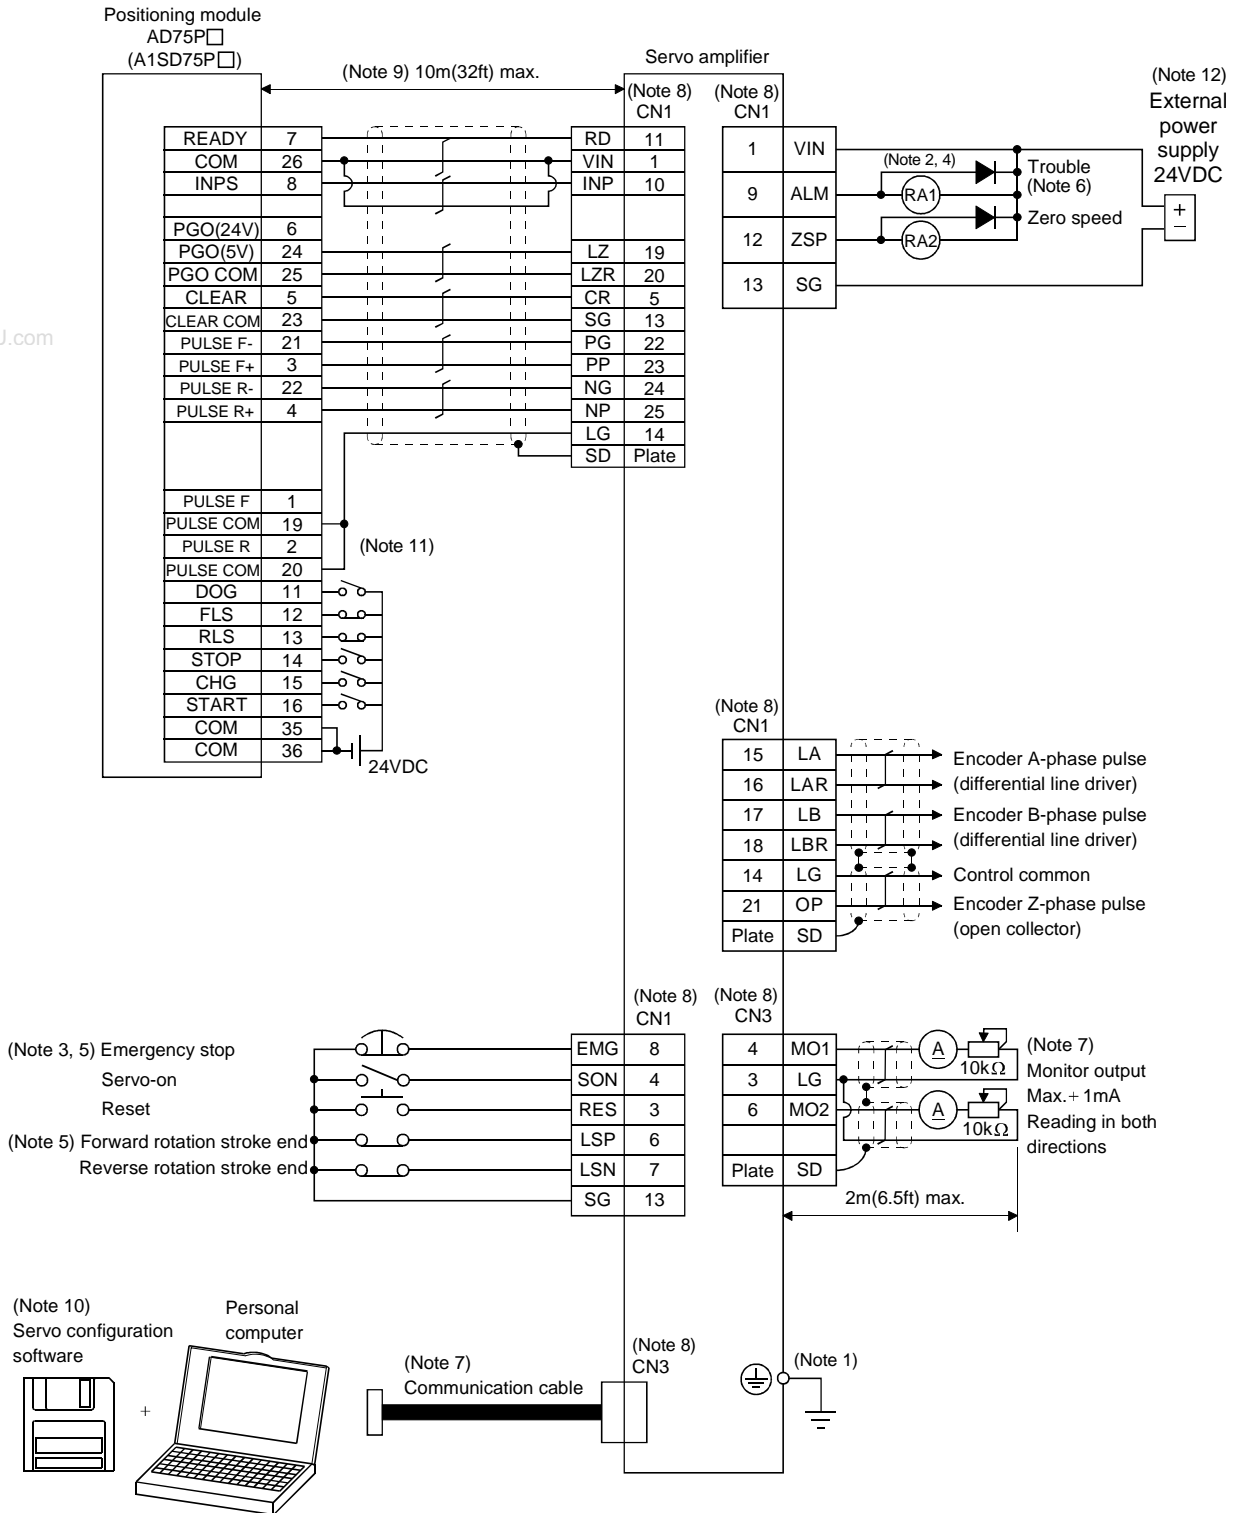 Positioning module
AD75P□
(A1SD75P□)
(Note 9) 10m(32ft) max.
Servo amplifier
(Note 8)
CN1
(Note 8)
CN1
(Note 12)
External
power
supply
24VDC
READY 7
COM 26
INPS 8
PGO(24V) 6
PGO(5V) 24
PGO COM 25
CLEAR 5
CLEAR COM 23
PULSE F- 21
PULSE F+ 3
PULSE R- 22
PULSE R+ 4
PULSE F 1
PULSE COM 19
PULSE R 2
PULSE COM 20
DOG 11
FLS 12
RLS 13
STOP 14
CHG 15
START 16
COM 35
COM 36
(Note 11)
24VDC
RD 11
VIN 1
INP 10
LZ 19
LZR 20
CR 5
SG 13
PG 22
PP 23
NG 24
NP 25
LG 14
SD Plate
1 VIN
9 ALM
12 ZSP
13 SG
(Note 2, 4)
RA1
RA2
Trouble
(Note 6)
Zero speed
+
−
U.com
(Note 8)
CN1
15 LA
16 LAR
17 LB
18 LBR
14 LG
21 OP
Plate SD
Encoder A-phase pulse
(differential line driver)
Encoder B-phase pulse
(differential line driver)
Control common
Encoder Z-phase pulse
(open collector)
(Note 8)
CN1
(Note 3, 5) Emergency stop
Servo-on
Reset
(Note 5) Forward rotation stroke end
Reverse rotation stroke end
EMG 8
SON 4
RES 3
LSP 6
LSN 7
SG 13
(Note 8)
CN3
4 MO1
3 LG
6 MO2
Plate SD
A
10kΩ
A
10kΩ
(Note 7)
Monitor output
Max.+1mA
Reading in both
directions
2m(6.5ft) max.
(Note 10)
Servo configuration
software
+
Personal
computer
(Note 7)
Communication cable
(Note 8)
CN3
(Note 1)